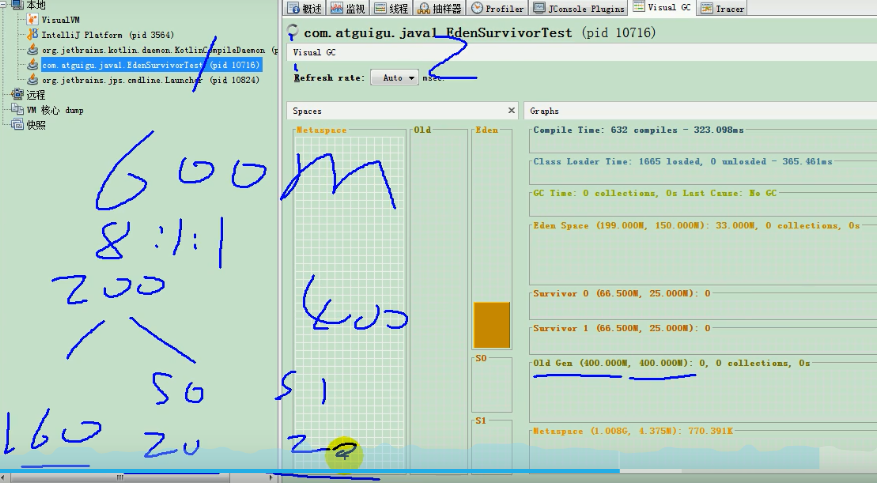 本地
VisualVM
IntelliJ Platform (pid 3564)
org.jetbrains.kotlin.daemon.KotlinCompileDaemon (p
com.atguigu.java1.EdenSurvivorTest (pid 10716)
org.jetbrains.jps.cmdline.Launcher (pid 10824)
远程
VM 核心 dump
快照
概述 监视 线程 抽样器 Profiler JConsole Plugins Visual GC Tracer
com.atguigu.java1.EdenSurvivorTest (pid 10716)
Visual GC
Refresh rate: Auto msec.
2
Spaces
Metaspace Old Eden
S0
S1
Graphs
Compile Time: 632 compiles - 323.098ms
Class Loader Time: 1665 loaded, 0 unloaded - 365.461ms
GC Time: 0 collections, 0s Last Cause: No GC
Eden Space (199.000M, 150.000M): 33.000M, 0 collections, 0s
Survivor 0 (66.500M, 25.000M): 0
Survivor 1 (66.500M, 25.000M): 0
Old Gen (400.000M, 400.000M): 0, 0 collections, 0s
Metaspace (1.008G, 4.375M): 770.391K
600m
8:1:1
200 400
S0 S1
160 20 20